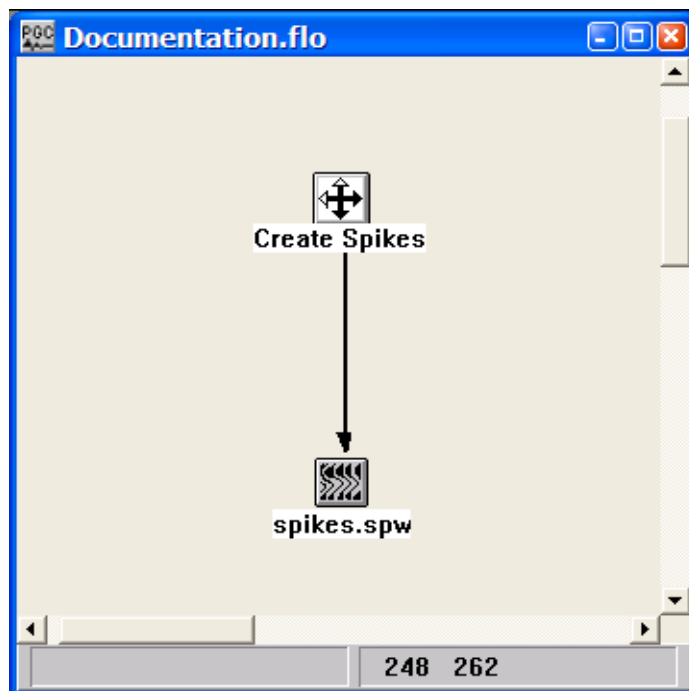 PGC
Documentation.flo
Create Spikes
spikes.spw
248 262